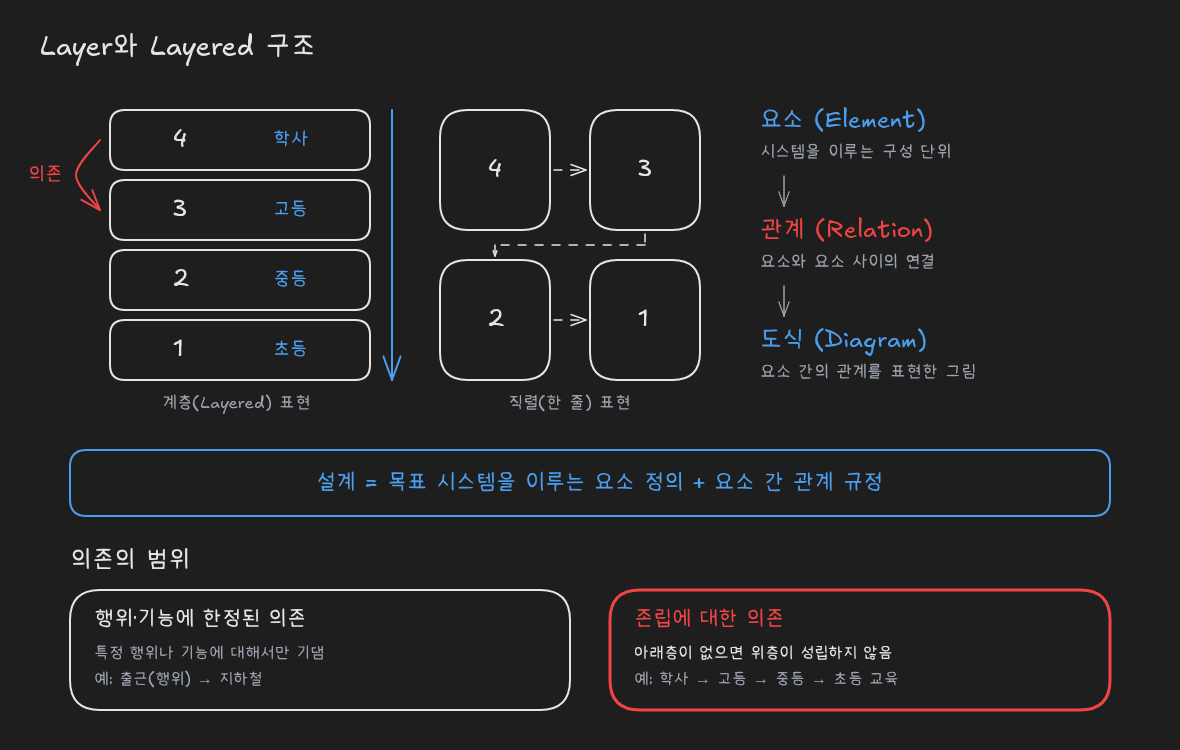 Layer와 Layered 구조
의존
4 학사
3 고등
2 중등
1 초등
계층(Layered) 표현
4
3
2
1
직렬(한 줄) 표현
요소 (Element)
시스템을 이루는 구성 단위
관계 (Relation)
요소와 요소 사이의 연결
도식 (Diagram)
요소 간의 관계를 표현한 그림
설계 = 목표 시스템을 이루는 요소 정의 + 요소 간 관계 규정
의존의 범위
행위·기능에 한정된 의존
특정 행위나 기능에 대해서만 기댐
예: 출근(행위) → 지하철
존립에 대한 의존
아래층이 없으면 위층이 성립하지 않음
예: 학사 → 고등 → 중등 → 초등 교육